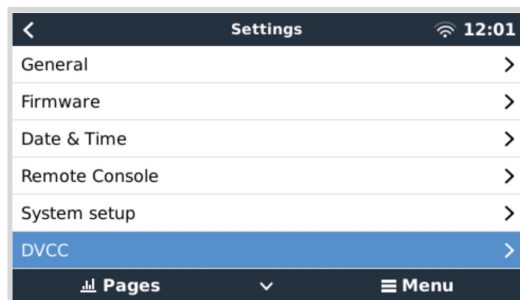 Settings 12:01
General
Firmware
Date & Time
Remote Console
System setup
DVCC
Pages Menu